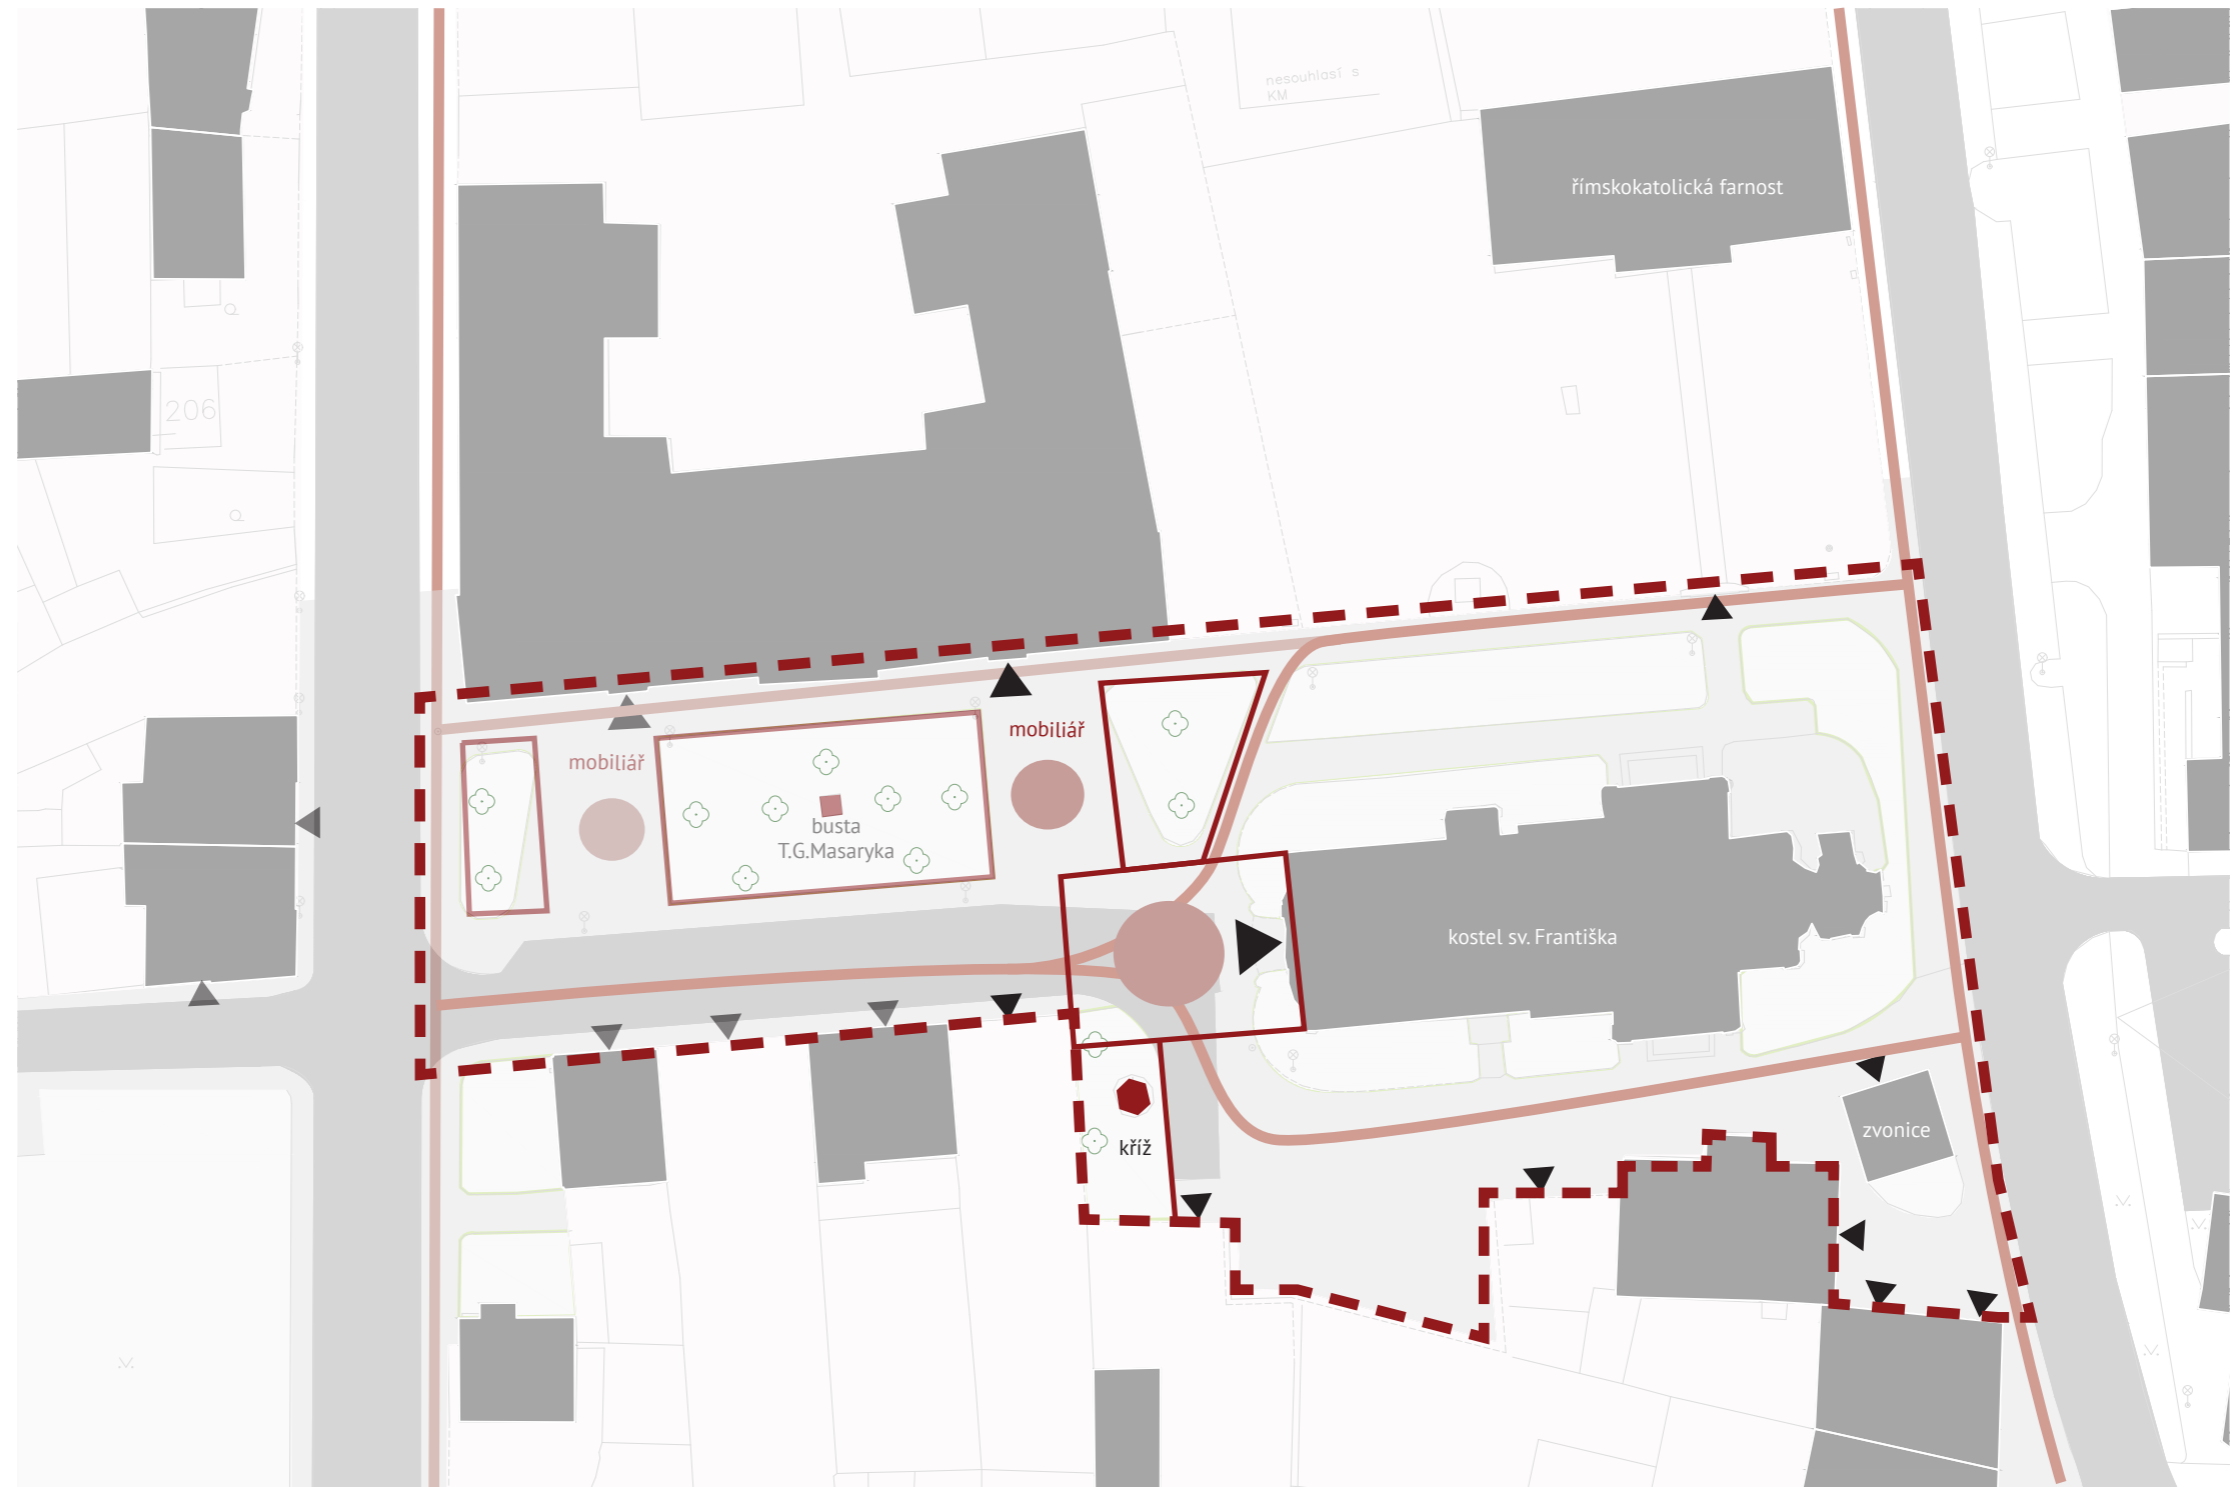 nesouhlasí s
KM
římskokatolická farnost
206
mobiliář
mobiliář
busta
T.G.Masaryka
kostel sv. Františka
kříž
zvonice